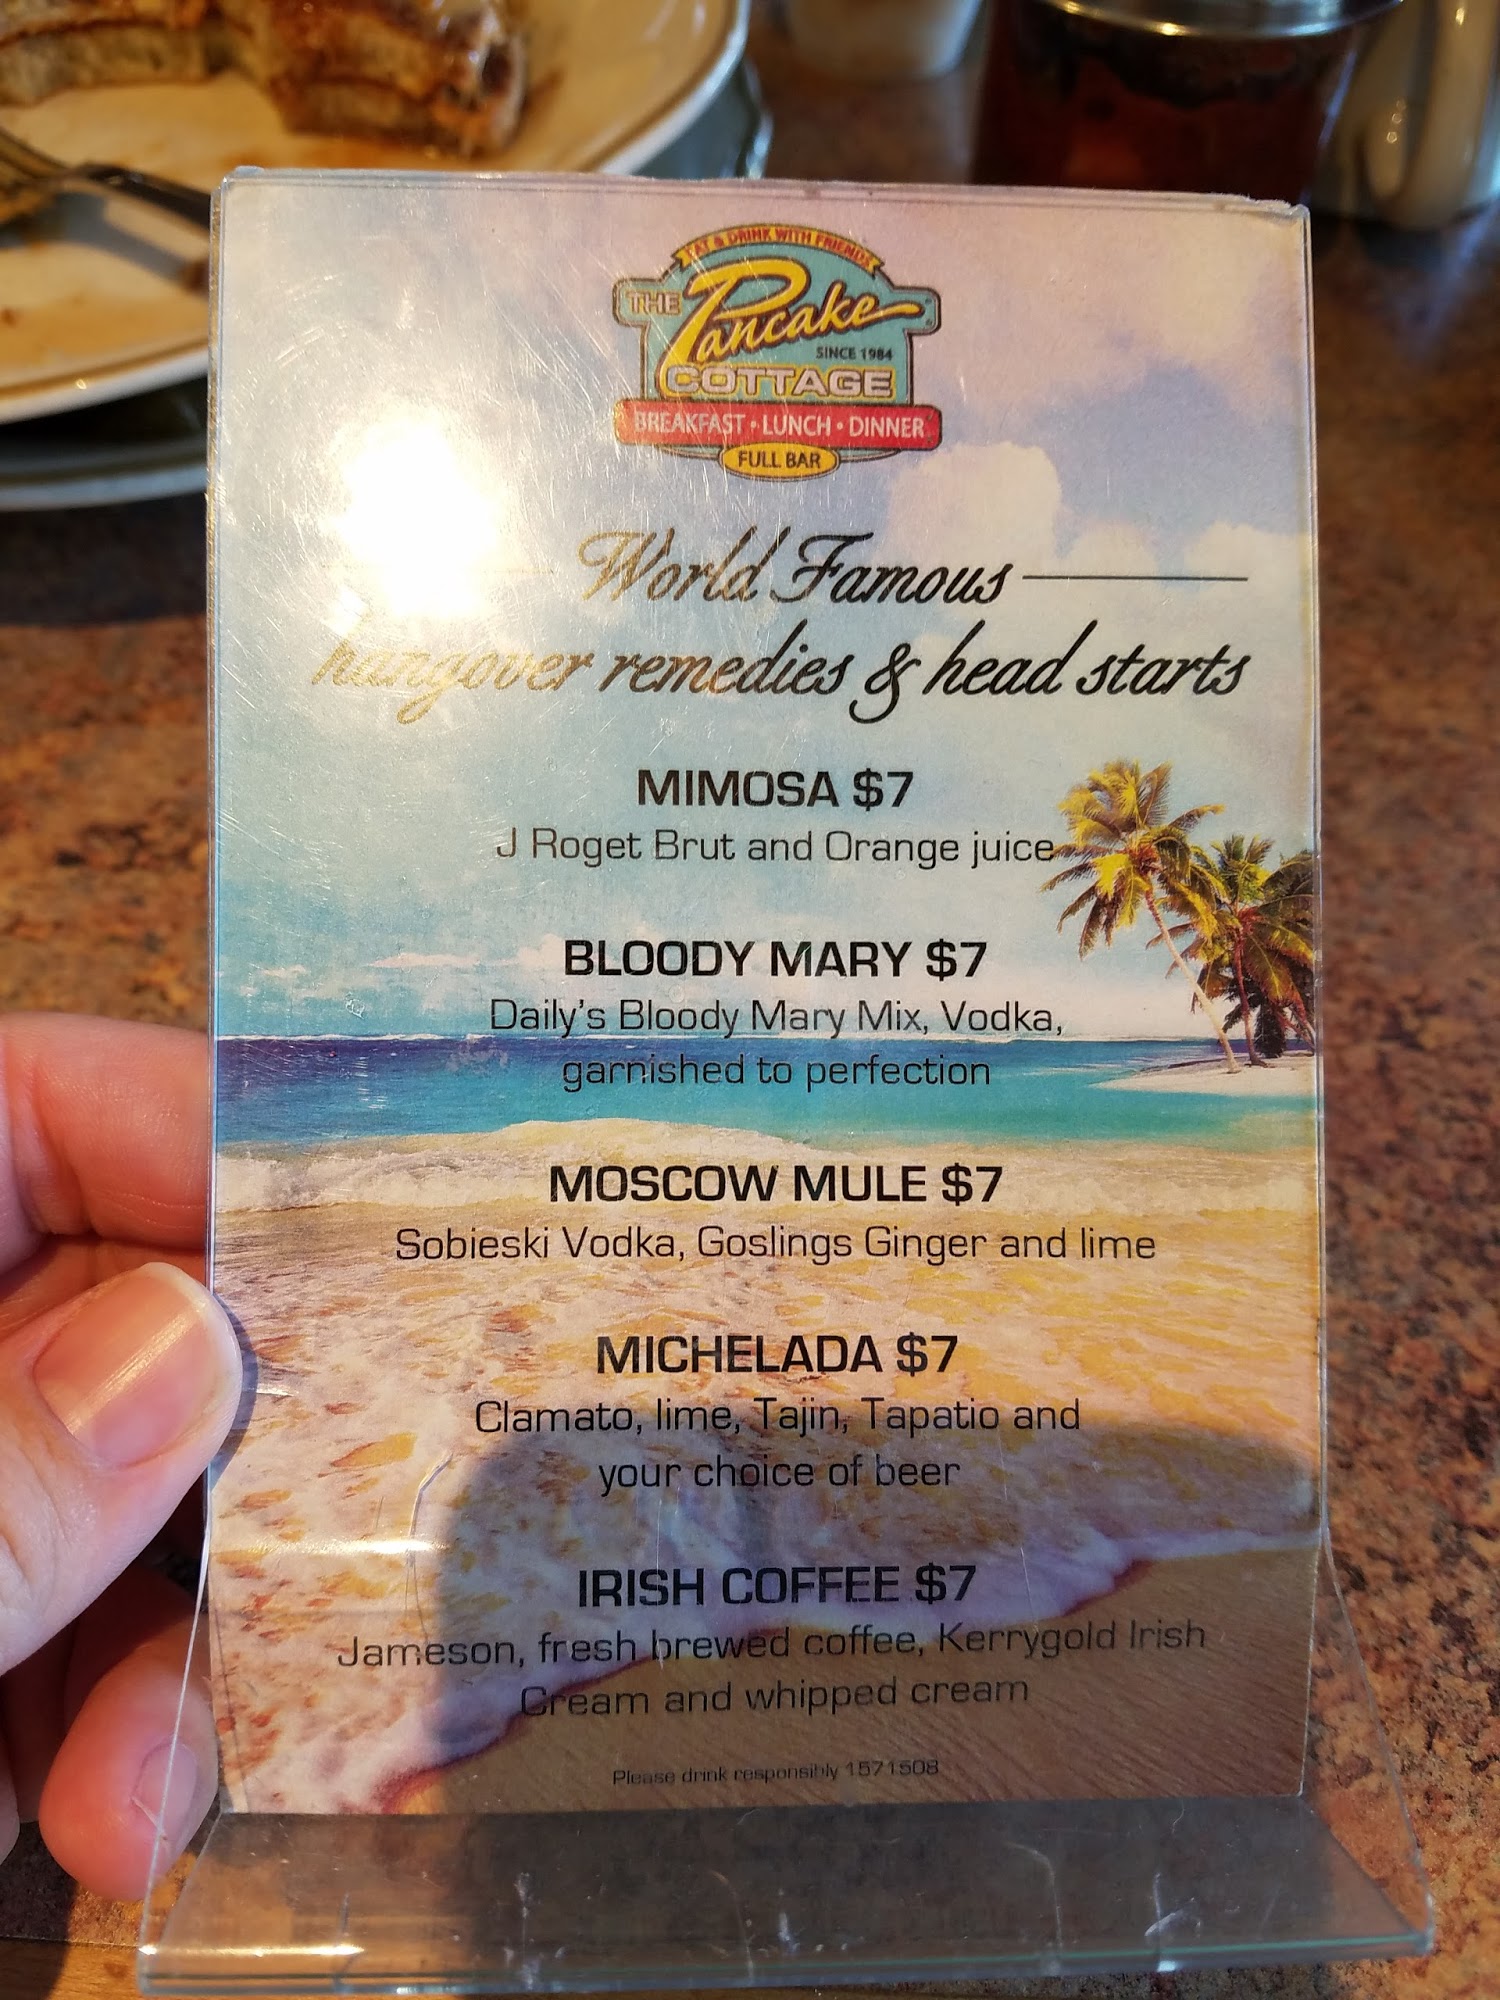 EAT & DRINK WITH FRIENDS
THE Pancake
SINCE 1984
COTTAGE
BREAKFAST • LUNCH • DINNER
FULL BAR
World Famous
hangover remedies & head starts
MIMOSA $7
J Roget Brut and Orange juice
BLOODY MARY $7
Daily's Bloody Mary Mix, Vodka,
garnished to perfection
MOSCOW MULE $7
Sobieski Vodka, Goslings Ginger and lime
MICHELADA $7
Clamato, lime, Tajin, Tapatio and
your choice of beer
IRISH COFFEE $7
Jameson, fresh brewed coffee, Kerrygold Irish
Cream and whipped cream
Please drink responsibly 1571508